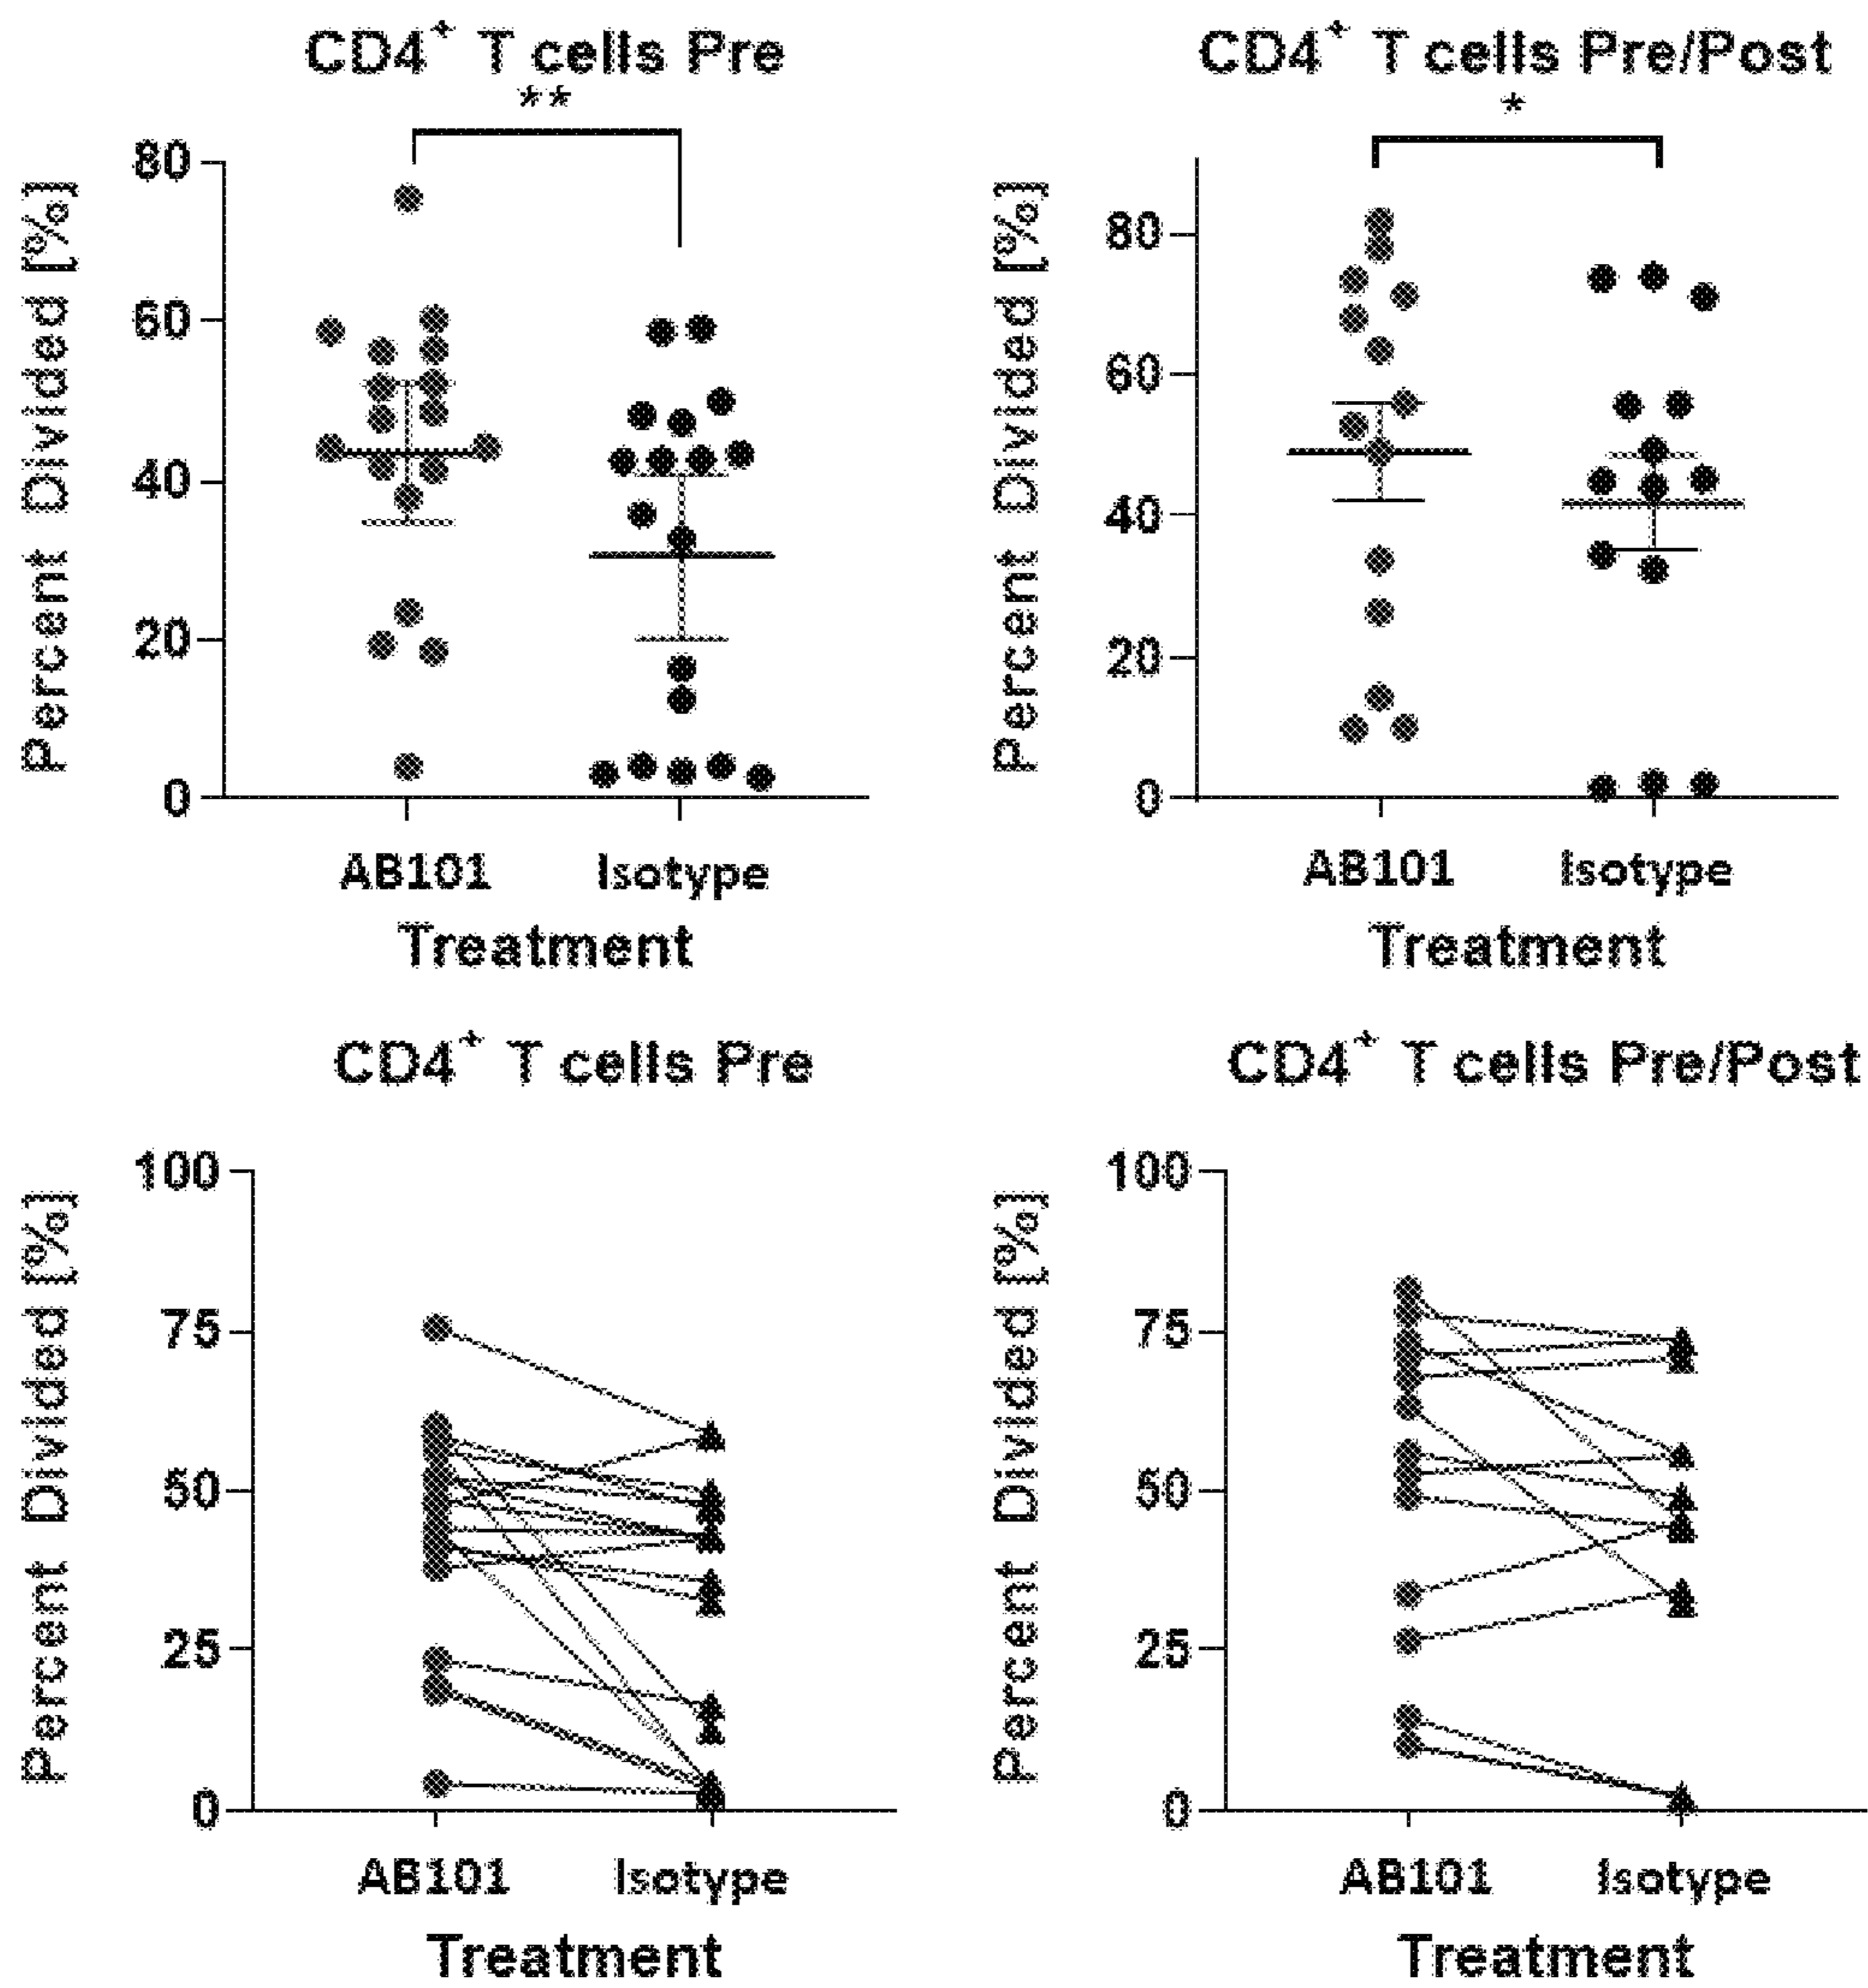 CD4⁺ T cells Pre
**
Percent Divided [%]
80
60
40
20
0
AB101 Isotype
Treatment
CD4⁺ T cells Pre/Post
*
Percent Divided [%]
80
60
40
20
0
AB101 Isotype
Treatment
CD4⁺ T cells Pre
Percent Divided [%]
100
75
50
25
0
AB101 Isotype
Treatment
CD4⁺ T cells Pre/Post
Percent Divided [%]
100
75
50
25
0
AB101 Isotype
Treatment